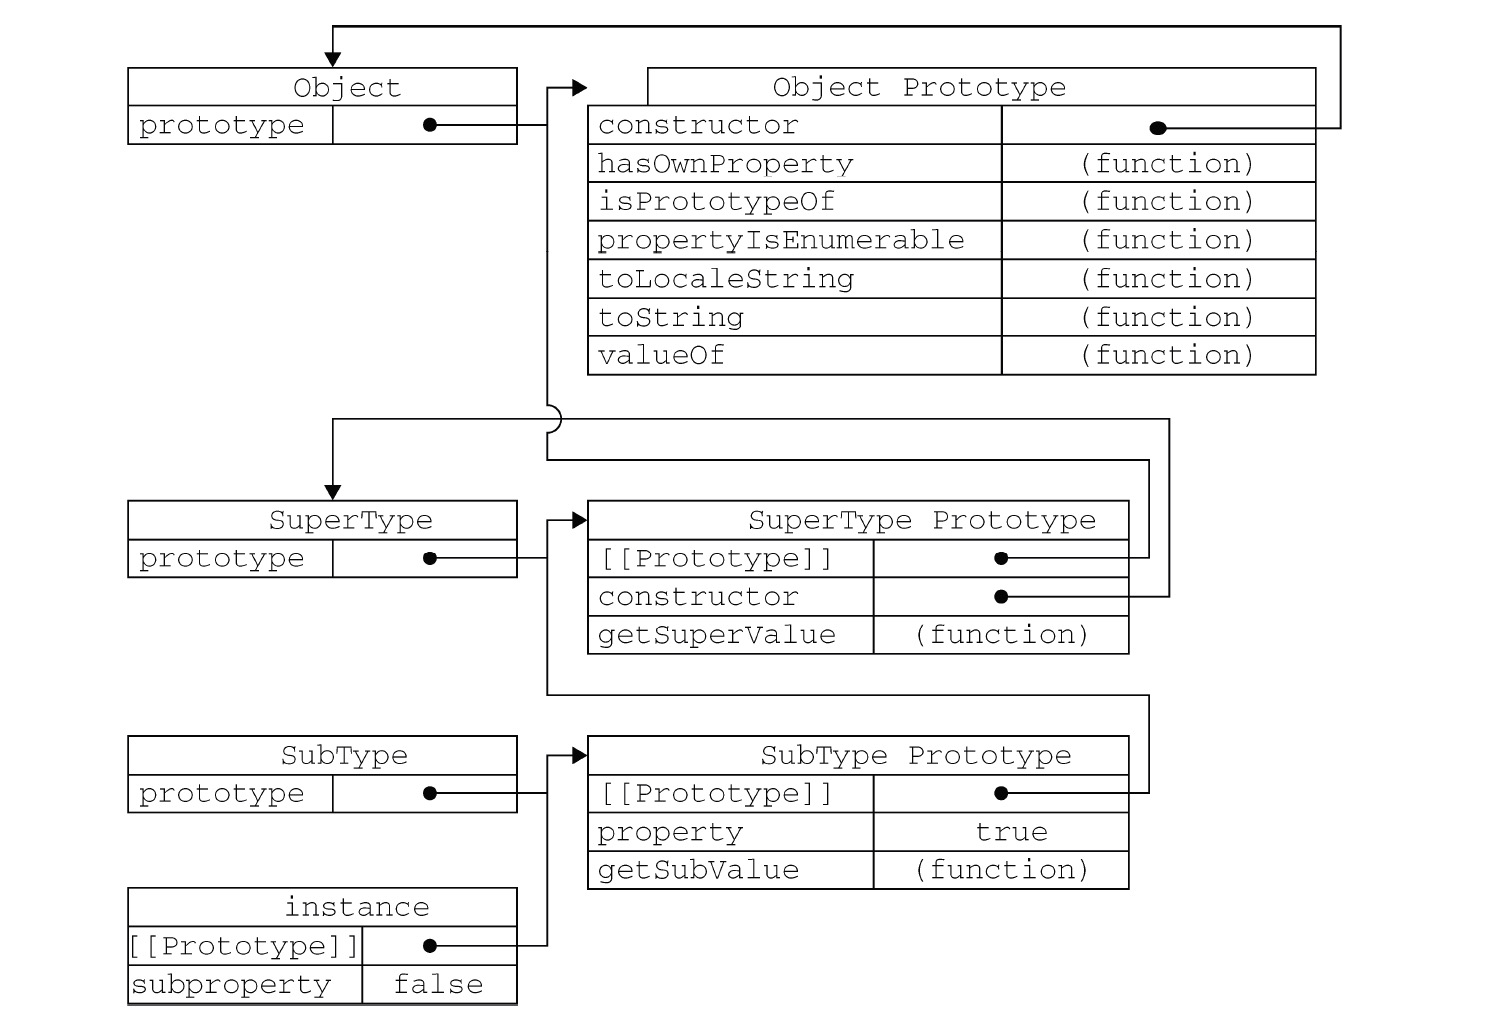 Object
prototype
Object Prototype
constructor
hasOwnProperty (function)
isPrototypeOf (function)
propertyIsEnumerable (function)
toLocaleString (function)
toString (function)
valueOf (function)
SuperType
prototype
SuperType Prototype
[[Prototype]]
constructor
getSuperValue (function)
SubType
prototype
SubType Prototype
[[Prototype]]
property true
getSubValue (function)
instance
[[Prototype]]
subproperty false